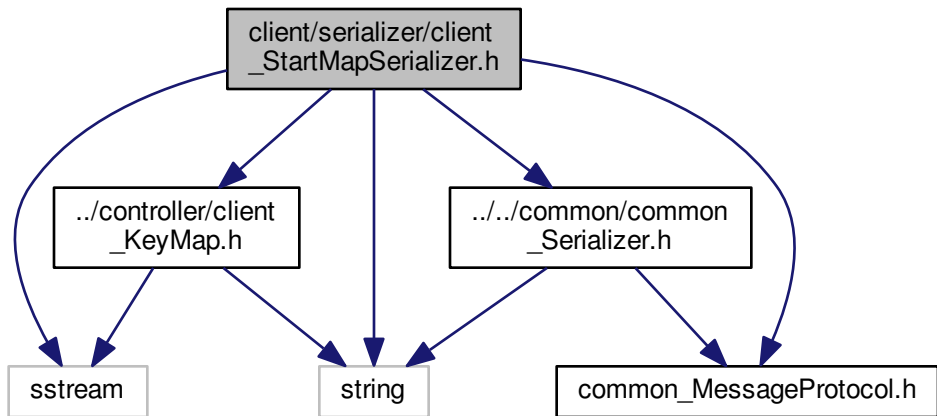 client/serializer/client
_StartMapSerializer.h
../controller/client
_KeyMap.h
../../common/common
_Serializer.h
sstream
string
common_MessageProtocol.h